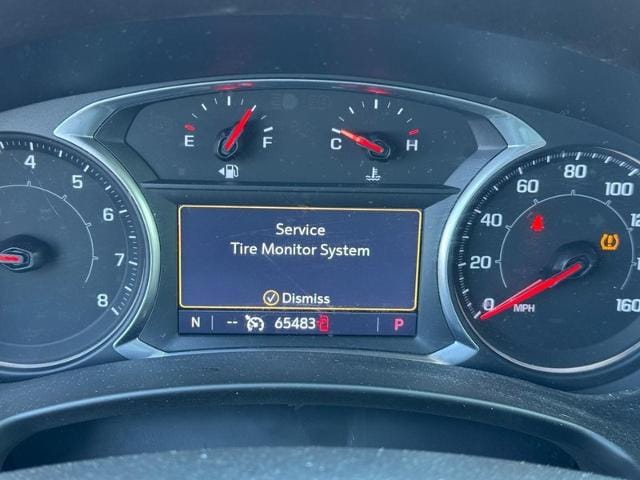 E F C H
4
5
6
7
8
Service
Tire Monitor System
Dismiss
N -- 65483 P
0 20 40 60 80 100 160
MPH